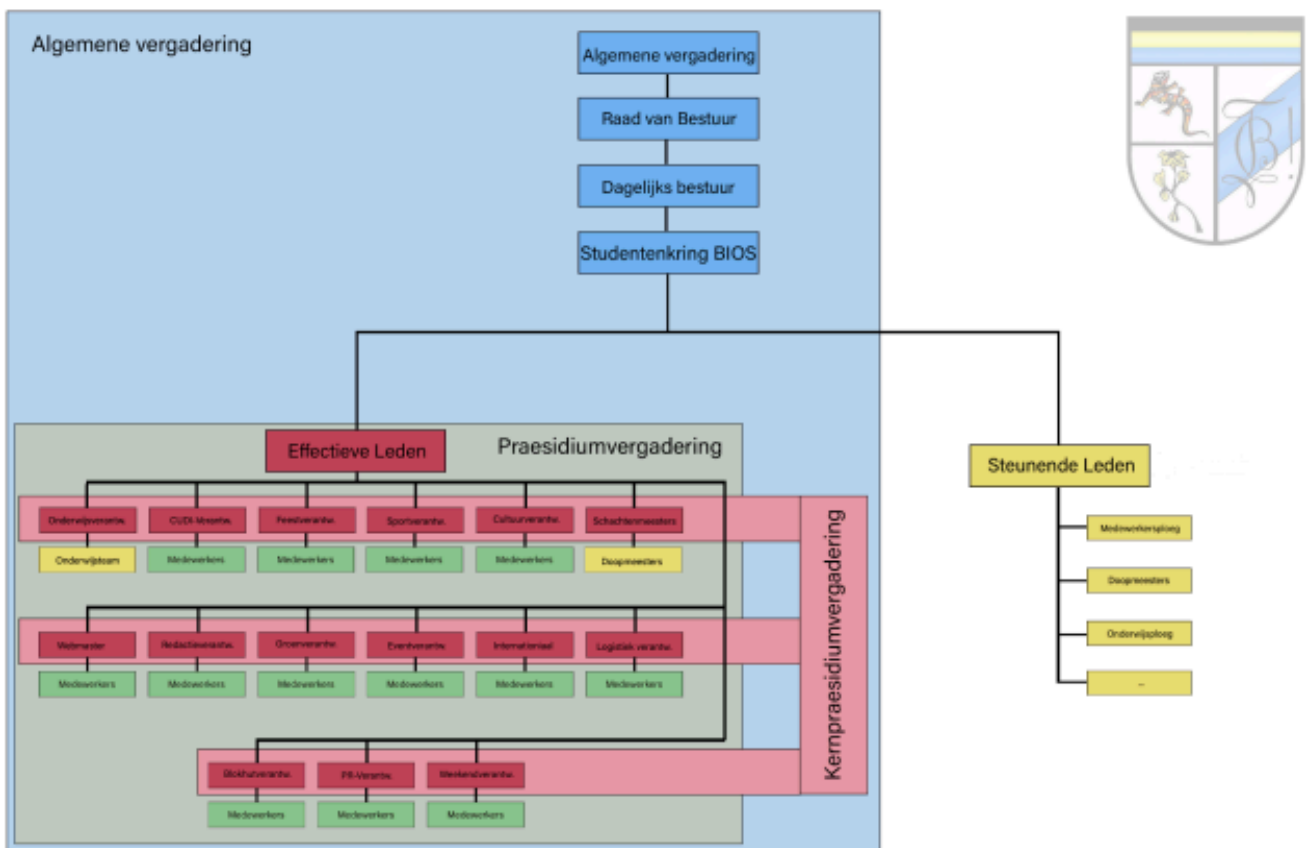 Algemene vergadering
Algemene vergadering
Raad van Bestuur
Dagelijks bestuur
Studentenkring BIOS
Effectieve Leden
Praesidiumvergadering
Steunende Leden
Onderwijsverantw.
CUDI-Verantw.
Feestverantw.
Sportverantw.
Cultuurverantw.
Schachtenmeesters
Onderwijsteam
Medewerkers
Medewerkers
Medewerkers
Medewerkers
Doopmeesters
Webmaster
Redactieverantw.
Groenverantw.
Eventverantw.
Internationaal
Logistiek verantw.
Medewerkers
Medewerkers
Medewerkers
Medewerkers
Medewerkers
Medewerkers
Blokhutverantw.
PR-Verantw.
Weekendverantw.
Medewerkers
Medewerkers
Medewerkers
Kernpraesidiumvergadering
Medewerkersploeg
Doopmeesters
Onderwijsploeg
...